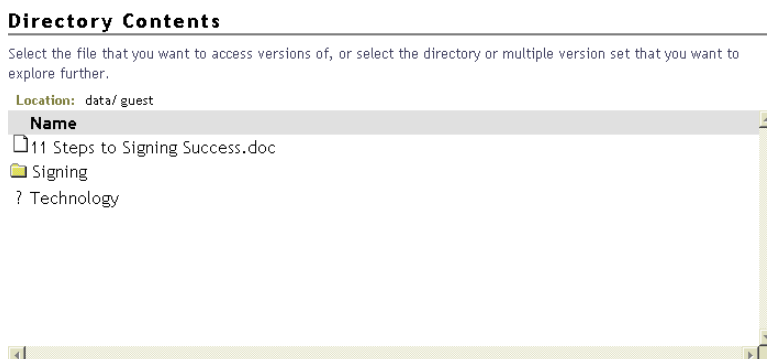 Directory Contents
Select the file that you want to access versions of, or select the directory or multiple version set that you want to
explore further.
Location: data/ guest
Name
11 Steps to Signing Success.doc
Signing
? Technology